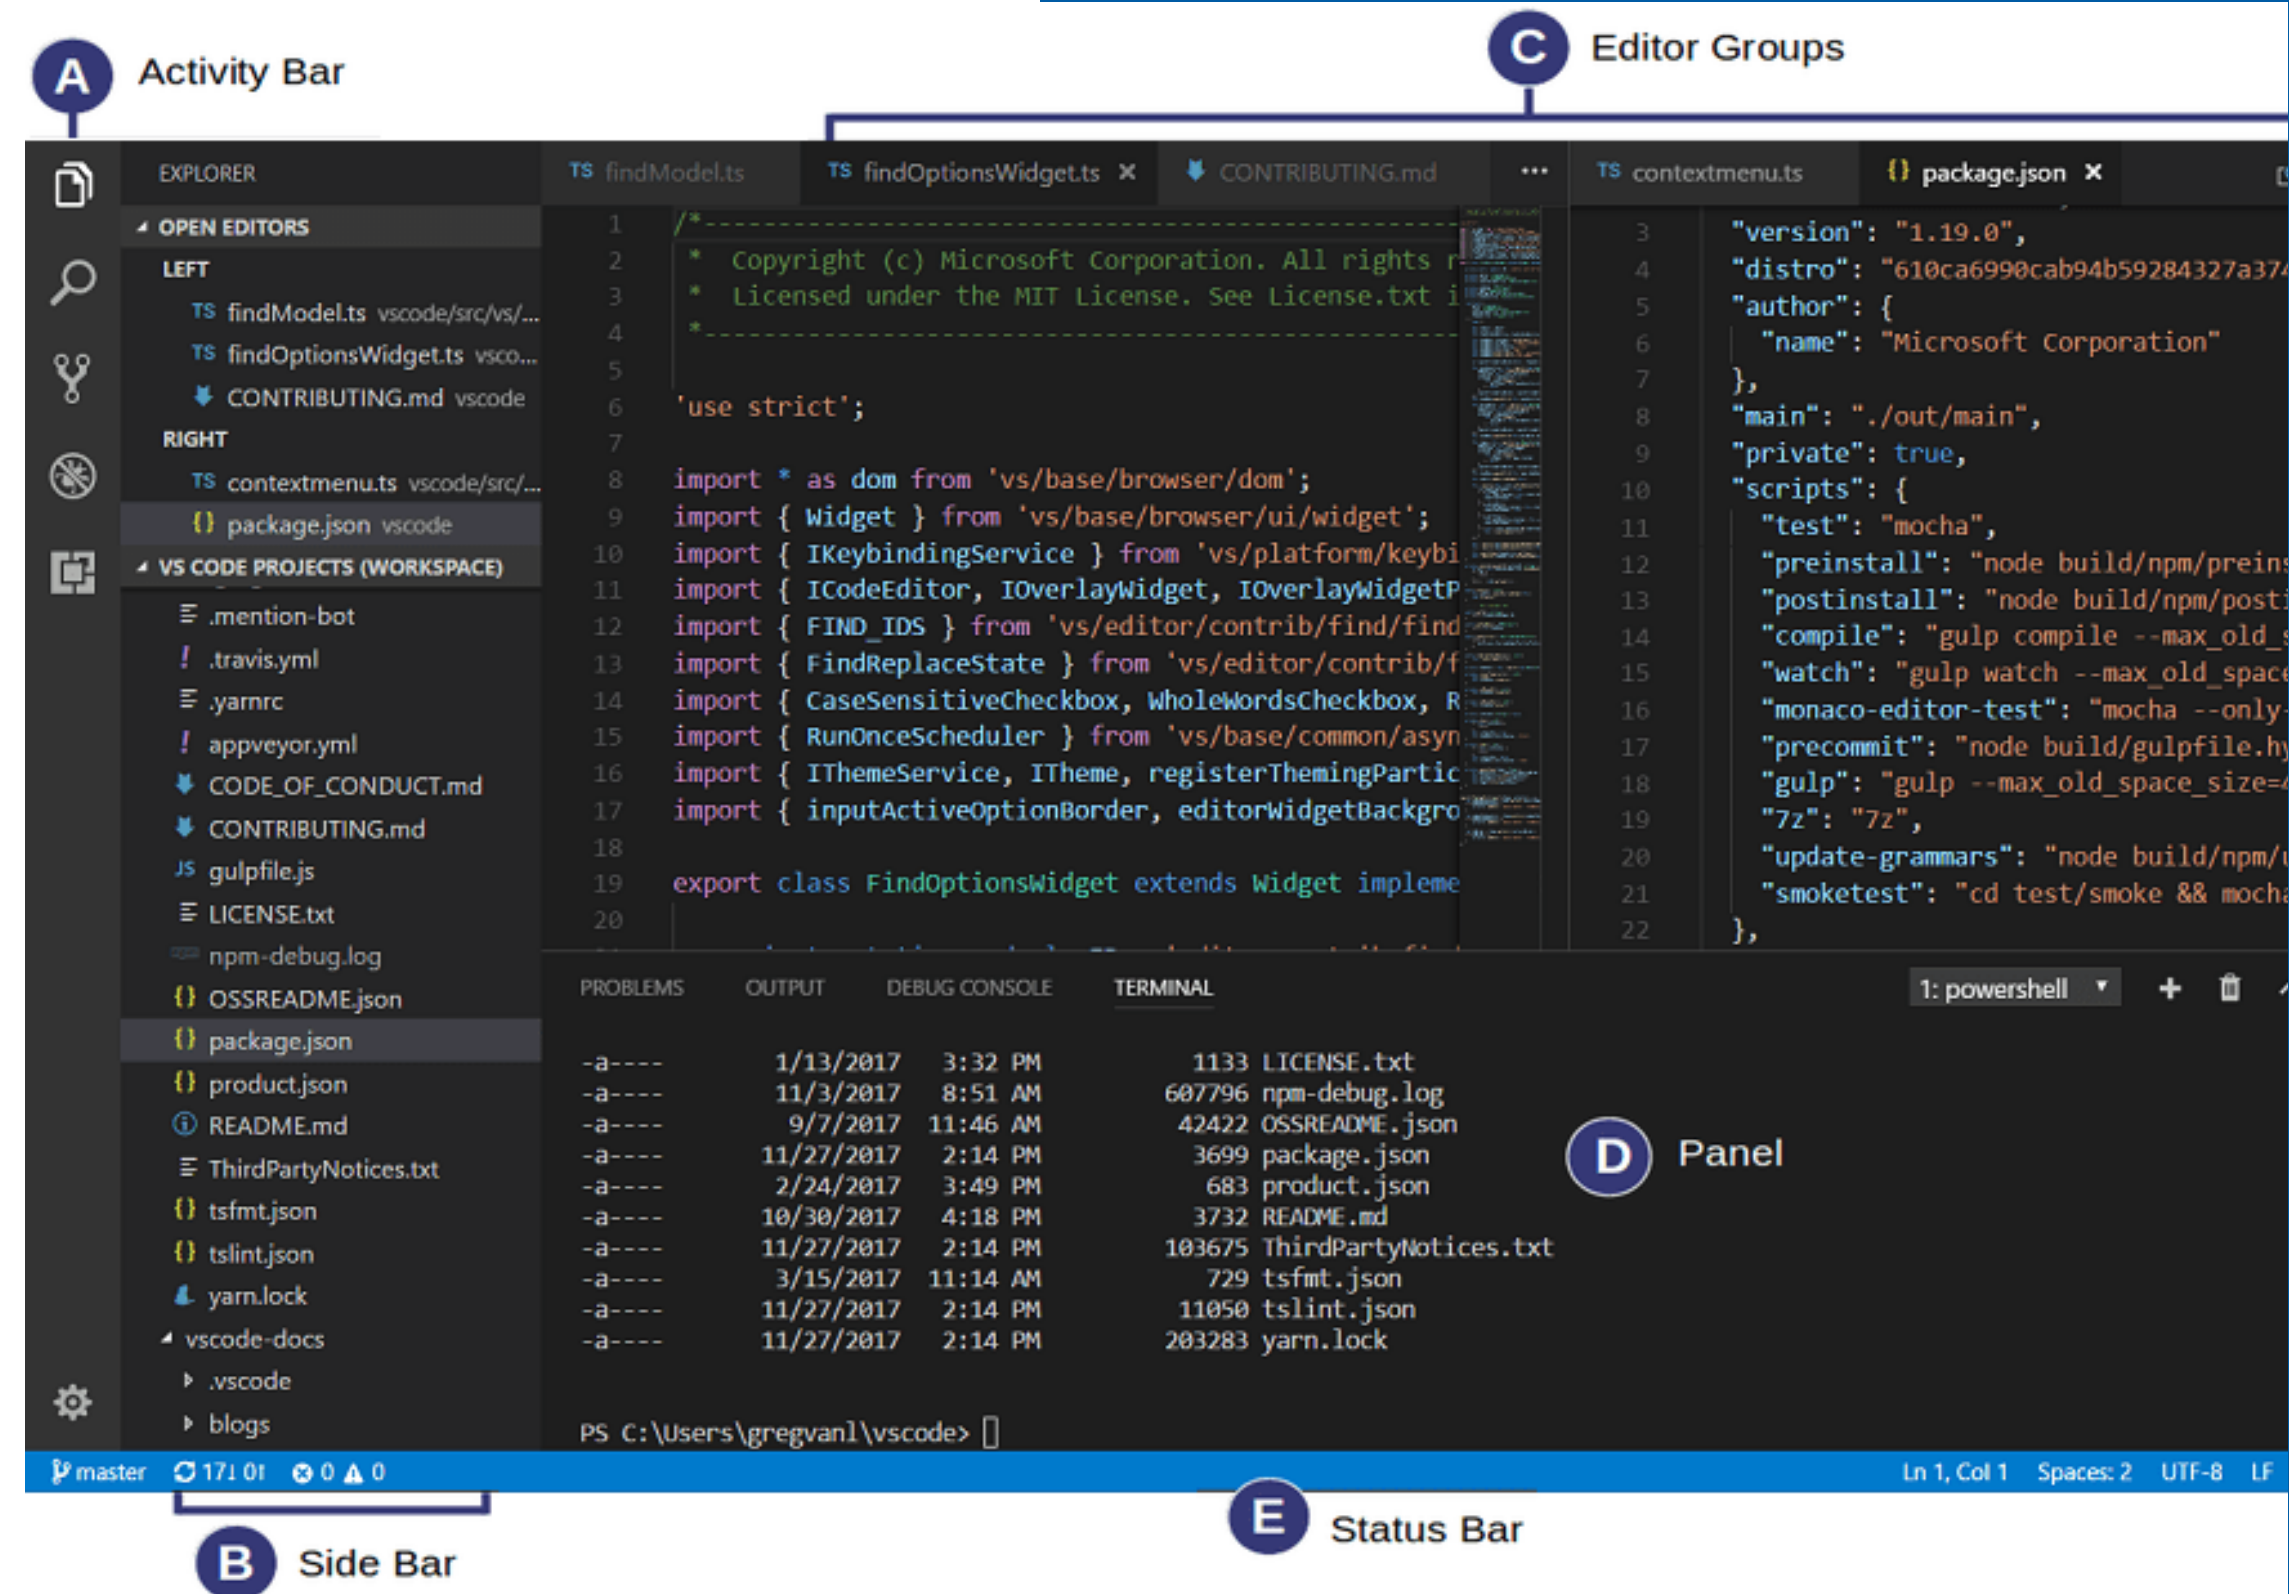 A Activity Bar
C Editor Groups
EXPLORER
OPEN EDITORS
LEFT
TS findModel.ts vscode/src/vs/...
TS findOptionsWidget.ts vsco...
CONTRIBUTING.md vscode
RIGHT
TS contextmenu.ts vscode/src/...
{} package.json vscode
VS CODE PROJECTS (WORKSPACE)
.mention-bot
! .travis.yml
.yarnrc
! appveyor.yml
CODE_OF_CONDUCT.md
CONTRIBUTING.md
JS gulpfile.js
LICENSE.txt
npm-debug.log
{} OSSREADME.json
{} package.json
{} product.json
README.md
ThirdPartyNotices.txt
{} tsfmt.json
{} tslint.json
yarn.lock
vscode-docs
.vscode
blogs
TS findModel.ts TS findOptionsWidget.ts × CONTRIBUTING.md ...
1 /*----------------------------------------------------
2 * Copyright (c) Microsoft Corporation. All rights r
3 * Licensed under the MIT License. See License.txt i
4 *----------------------------------------------------
5
6 'use strict';
7
8 import * as dom from 'vs/base/browser/dom';
9 import { Widget } from 'vs/base/browser/ui/widget';
10 import { IKeybindingService } from 'vs/platform/keybi
11 import { ICodeEditor, IOverlayWidget, IOverlayWidgetP
12 import { FIND_IDS } from 'vs/editor/contrib/find/find
13 import { FindReplaceState } from 'vs/editor/contrib/f
14 import { CaseSensitiveCheckbox, WholeWordsCheckbox, R
15 import { RunOnceScheduler } from 'vs/base/common/asyn
16 import { IThemeService, ITheme, registerThemingPartic
17 import { inputActiveOptionBorder, editorWidgetBackgro
18
19 export class FindOptionsWidget extends Widget impleme
20
TS contextmenu.ts {} package.json ×
3 "version": "1.19.0",
4 "distro": "610ca6990cab94b59284327a374
5 "author": {
6 "name": "Microsoft Corporation"
7 },
8 "main": "./out/main",
9 "private": true,
10 "scripts": {
11 "test": "mocha",
12 "preinstall": "node build/npm/preins
13 "postinstall": "node build/npm/posti
14 "compile": "gulp compile --max_old_s
15 "watch": "gulp watch --max_old_space
16 "monaco-editor-test": "mocha --only-
17 "precommit": "node build/gulpfile.hy
18 "gulp": "gulp --max_old_space_size=4
19 "7z": "7z",
20 "update-grammars": "node build/npm/u
21 "smoketest": "cd test/smoke && mocha
22 },
PROBLEMS OUTPUT DEBUG CONSOLE TERMINAL 1: powershell
-a---- 1/13/2017 3:32 PM 1133 LICENSE.txt
-a---- 11/3/2017 8:51 AM 607796 npm-debug.log
-a---- 9/7/2017 11:46 AM 42422 OSSREADME.json
-a---- 11/27/2017 2:14 PM 3699 package.json
-a---- 2/24/2017 3:49 PM 683 product.json
-a---- 10/30/2017 4:18 PM 3732 README.md
-a---- 11/27/2017 2:14 PM 103675 ThirdPartyNotices.txt
-a---- 3/15/2017 11:14 AM 729 tsfmt.json
-a---- 11/27/2017 2:14 PM 11050 tslint.json
-a---- 11/27/2017 2:14 PM 203283 yarn.lock
PS C:\Users\gregvanl\vscode>
D Panel
master 17↓ 0↑ 0 0 Ln 1, Col 1 Spaces: 2 UTF-8 LF
B Side Bar
E Status Bar